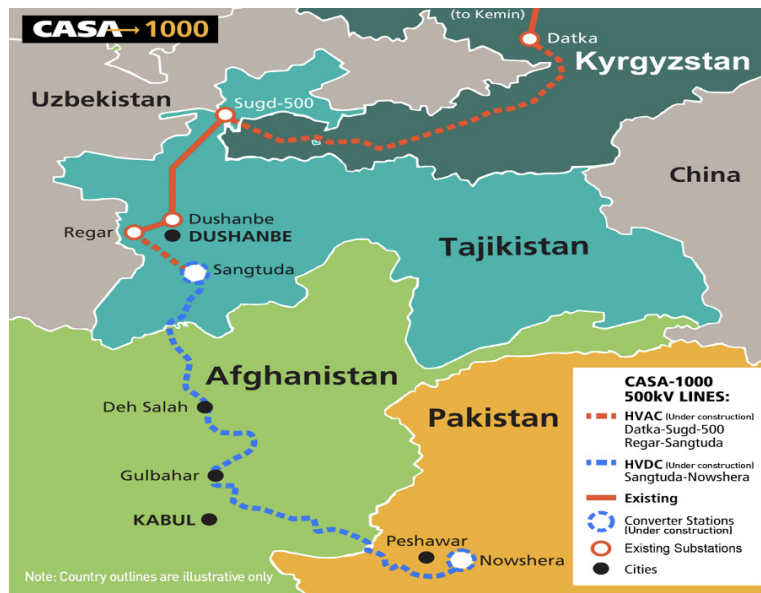 CASA→1000
(to Kemin)
Datka
Kyrgyzstan
Uzbekistan
Sugd-500
China
Dushanbe
Regar
DUSHANBE
Tajikistan
Sangtuda
Afghanistan
Deh Salah
Pakistan
Gulbahar
KABUL
Peshawar
Nowshera
CASA-1000
500kV LINES:
HVAC (Under construction)
Datka-Sugd-500
Regar-Sangtuda
HVDC (Under construction)
Sangtuda-Nowshera
Existing
Converter Stations
(Under construction)
Existing Substations
Cities
Note: Country outlines are illustrative only